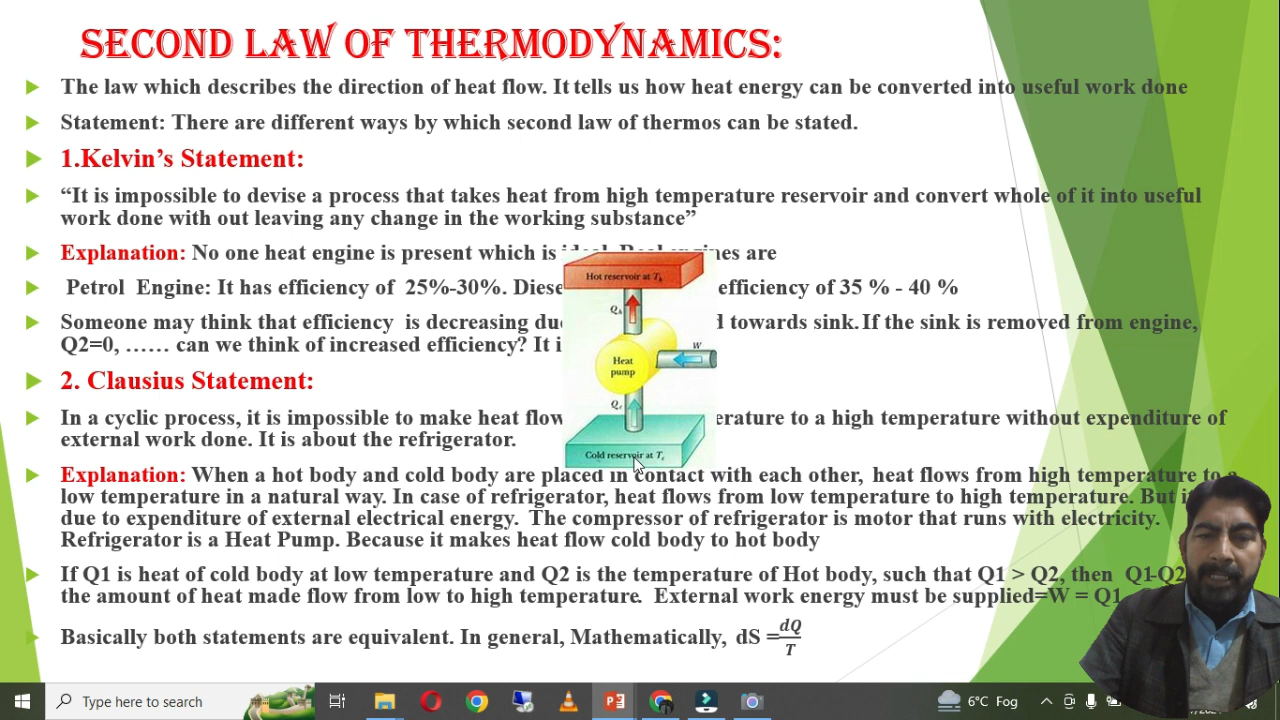 SECOND LAW OF THERMODYNAMICS:
The law which describes the direction of heat flow. It tells us how heat energy can be converted into useful work done
Statement: There are different ways by which second law of thermos can be stated.
1.Kelvin’s Statement:
“It is impossible to devise a process that takes heat from high temperature reservoir and convert whole of it into useful
work done with out leaving any change in the working substance”
Explanation: No one heat engine is present which is ideal. Real engines are
Petrol Engine: It has efficiency of 25%-30%. efficiency of 35 % - 40 %
Someone may think that efficiency is decreasing towards sink. If the sink is removed from engine,
Q2=0, …… can we think of increased efficiency? It
2. Clausius Statement:
In a cyclic process, it is impossible to make heat flow to a high temperature without expenditure of
external work done. It is about the refrigerator.
Explanation: When a hot body and cold body are placed in contact with each other, heat flows from high temperature to a
low temperature in a natural way. In case of refrigerator, heat flows from low temperature to high temperature. But
due to expenditure of external electrical energy. The compressor of refrigerator is motor that runs with electricity.
Refrigerator is a Heat Pump. Because it makes heat flow cold body to hot body
If Q1 is heat of cold body at low temperature and Q2 is the temperature of Hot body, such that Q1 > Q2, then Q1-Q2
the amount of heat made flow from low to high temperature. External work energy must be supplied=W = Q1
Basically both statements are equivalent. In general, Mathematically, dS =dQ/T
Hot reservoir at Th
Qh
W
Heat
pump
Qc
Cold reservoir at Tc
Type here to search
6°C Fog